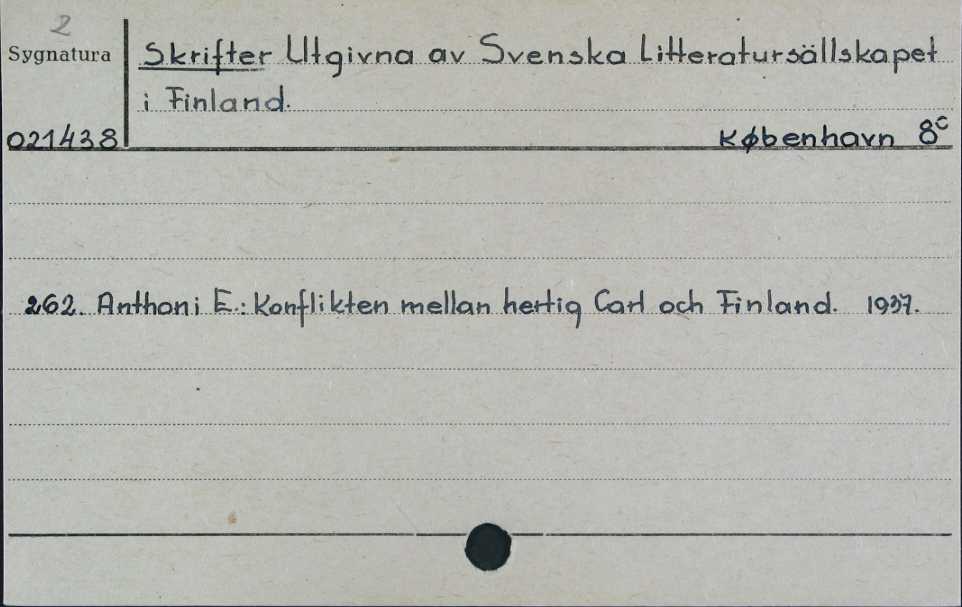 2
Sygnatura
Skrifter Utgivna av Svenska Litteratursällskapet
i Finland.
021438
København 8°
262. Anthoni E.: Konflikten mellan hertig Carl och Finland. 1937.